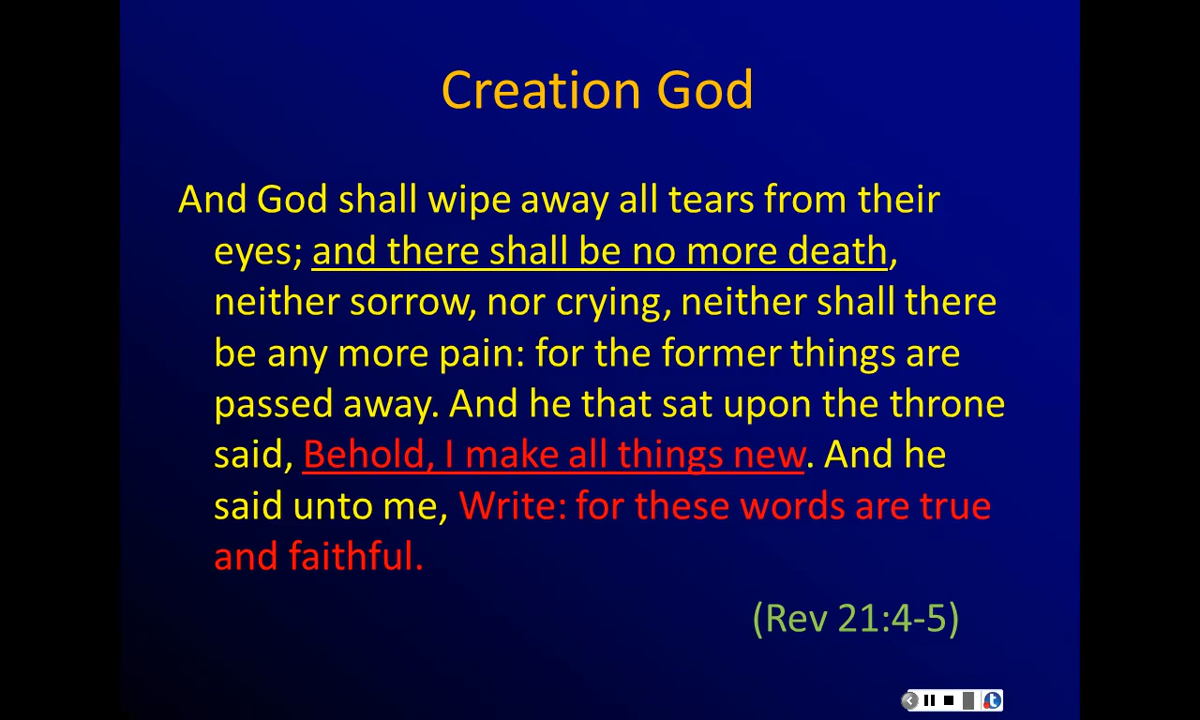 Creation God
And God shall wipe away all tears from their
eyes; and there shall be no more death,
neither sorrow, nor crying, neither shall there
be any more pain: for the former things are
passed away. And he that sat upon the throne
said, Behold, I make all things new. And he
said unto me, Write: for these words are true
and faithful.
(Rev 21:4-5)